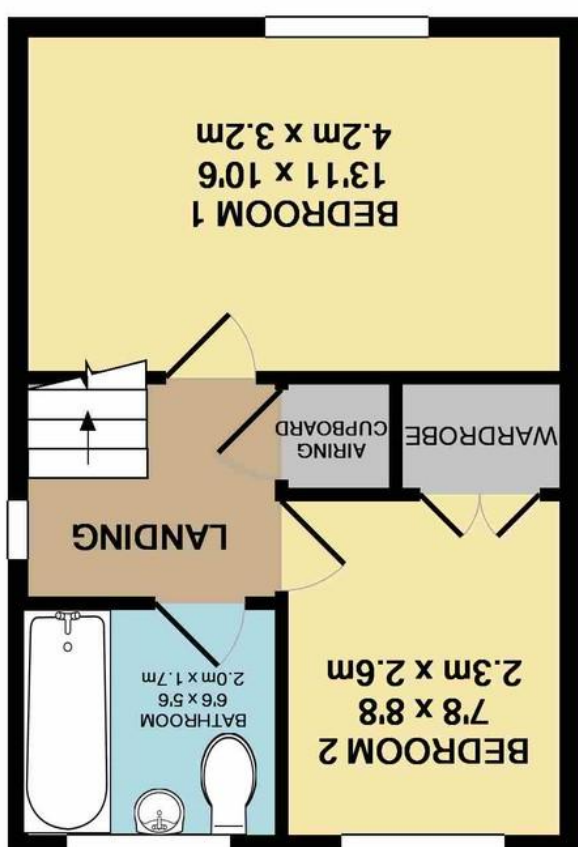 BEDROOM 2
7'8 x 8'8
2.3m x 2.6m
BATHROOM
6'6 x 5'6
2.0m x 1.7m
LANDING
WARDROBE
AIRING
CUPBOARD
BEDROOM 1
13'11 x 10'6
4.2m x 3.2m